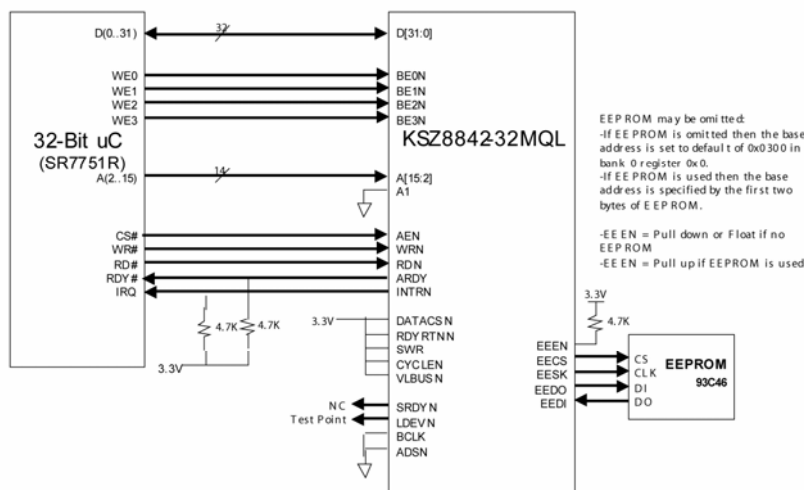 D(0..31)
32
D[31:0]
WE0
BE0N
WE1
BE1N
WE2
BE2N
WE3
BE3N
32-Bit uC
(SR7751R)
KSZ8842-32MQL
A(2..15)
14
A[15:2]
A1
CS#
AEN
WR#
WRN
RD#
RDN
RDY#
ARDY
IRQ
INTRN
4.7K
4.7K
3.3V
3.3V
DATACSN
RDYRTNN
SWR
CYCLEN
VLBUSN
NC
SRDYN
Test Point
LDEVN
BCLK
ADSN
EEPROM may be omitted:
-If EEPROM is omitted then the base
address is set to default of 0x0300 in
bank 0 register 0x0.
-If EEPROM is used then the base
address is specified by the first two
bytes of EEPROM.
-EEEN = Pull down or Float if no
EEPROM
-EEEN = Pull up if EEPROM is used
3.3V
4.7K
EEEN
EECS
CS
EESK
CLK
EEDO
DI
EEDI
DO
EEPROM
93C46